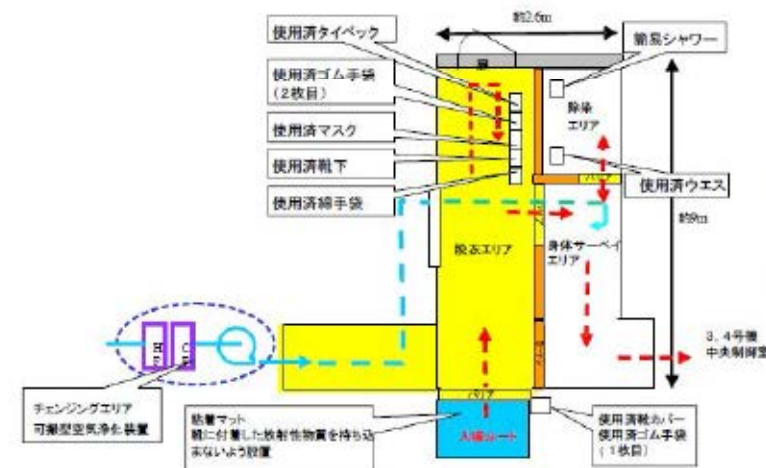 約2.6m
使用済タイベック
使用済ゴム手袋
(2枚目)
使用済マスク
使用済靴下
使用済綿手袋
扉
簡易シャワー
除染
エリア
使用済ウエス
約9m
脱衣エリア
身体サーベイ
エリア
3，4号機
中央制御室
チェンジングエリア
可搬型空気浄化装置
粘着マット
靴に付着した放射性物質を持ち込
まないよう設置
バリア
使用済靴カバー
使用済ゴム手袋
(1枚目)